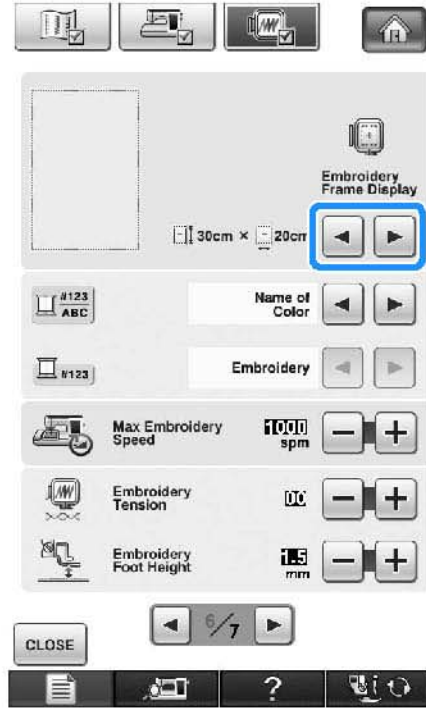 Embroidery
Frame Display
30cm × 20cm
#123
ABC
Name of
Color
#123
Embroidery
Max Embroidery
Speed
1000
spm
Embroidery
Tension
00
Embroidery
Foot Height
1.5
mm
6/7
CLOSE
?